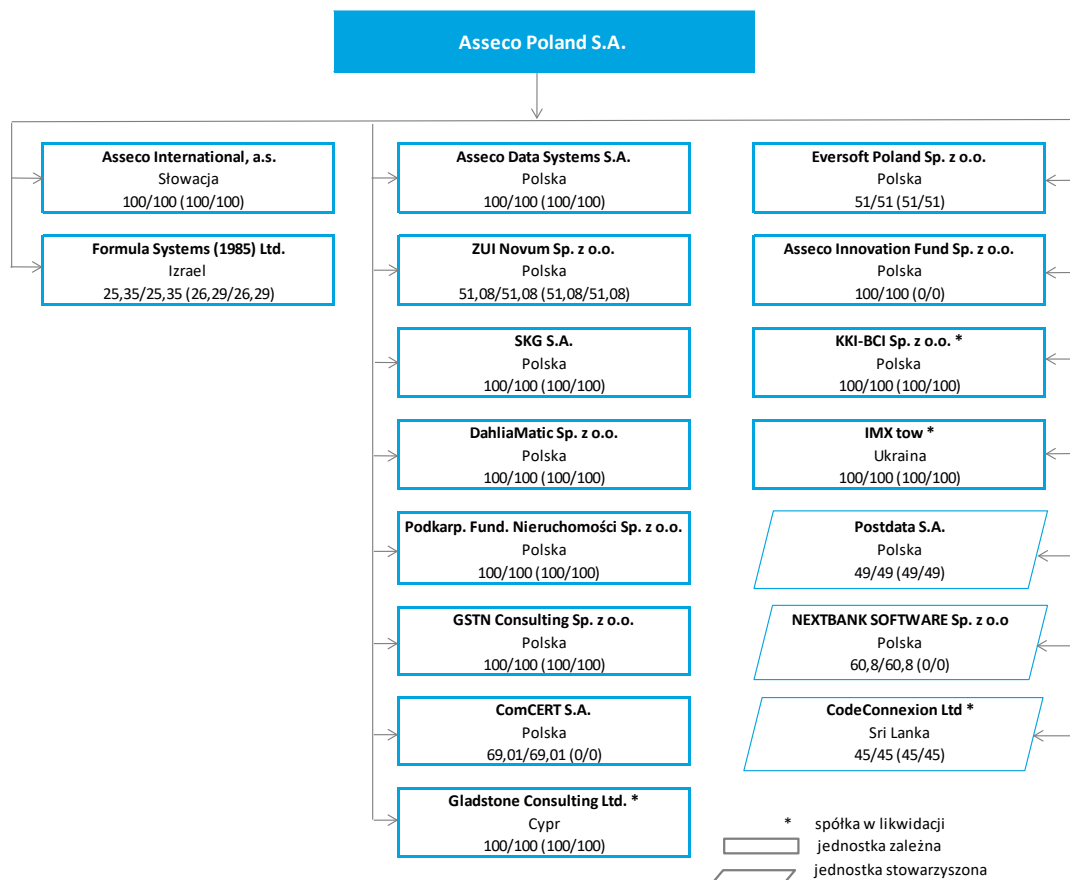 Asseco Poland S.A.
Asseco International, a.s.
Słowacja
100/100 (100/100)
Formula Systems (1985) Ltd.
Izrael
25,35/25,35 (26,29/26,29)
Asseco Data Systems S.A.
Polska
100/100 (100/100)
ZUI Novum Sp. z o.o.
Polska
51,08/51,08 (51,08/51,08)
SKG S.A.
Polska
100/100 (100/100)
DahliaMatic Sp. z o.o.
Polska
100/100 (100/100)
Podkarp. Fund. Nieruchomości Sp. z o.o.
Polska
100/100 (100/100)
GSTN Consulting Sp. z o.o.
Polska
100/100 (100/100)
ComCERT S.A.
Polska
69,01/69,01 (0/0)
Gladstone Consulting Ltd. *
Cypr
100/100 (100/100)
Eversoft Poland Sp. z o.o.
Polska
51/51 (51/51)
Asseco Innovation Fund Sp. z o.o.
Polska
100/100 (0/0)
KKI-BCI Sp. z o.o. *
Polska
100/100 (100/100)
IMX tow *
Ukraina
100/100 (100/100)
Postdata S.A.
Polska
49/49 (49/49)
NEXTBANK SOFTWARE Sp. z o.o
Polska
60,8/60,8 (0/0)
CodeConnexion Ltd *
Sri Lanka
45/45 (45/45)
* spółka w likwidacji
jednostka zależna
jednostka stowarzyszona